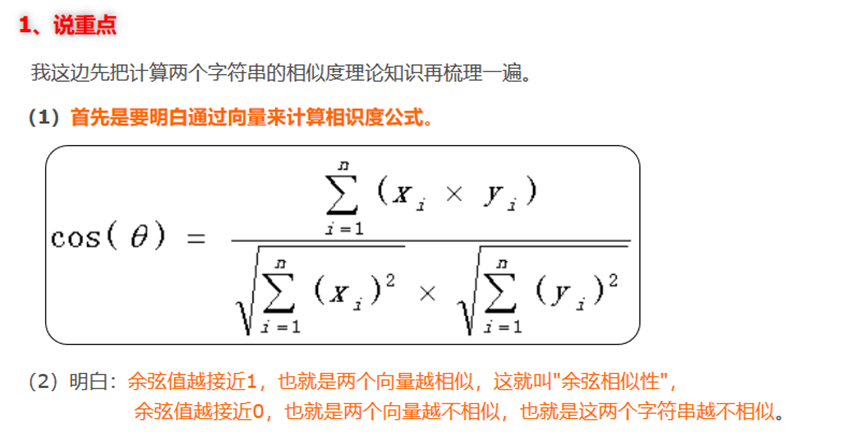 1、说重点
我这边先把计算两个字符串的相似度理论知识再梳理一遍。
（1）首先是要明白通过向量来计算相识度公式。
cos(θ) = \frac{\sum_{i=1}^{n}(x_i × y_i)}{\sqrt{\sum_{i=1}^{n}(x_i)^2} × \sqrt{\sum_{i=1}^{n}(y_i)^2}}
（2）明白：余弦值越接近1，也就是两个向量越相似，这就叫"余弦相似性"，
余弦值越接近0，也就是两个向量越不相似，也就是这两个字符串越不相似。